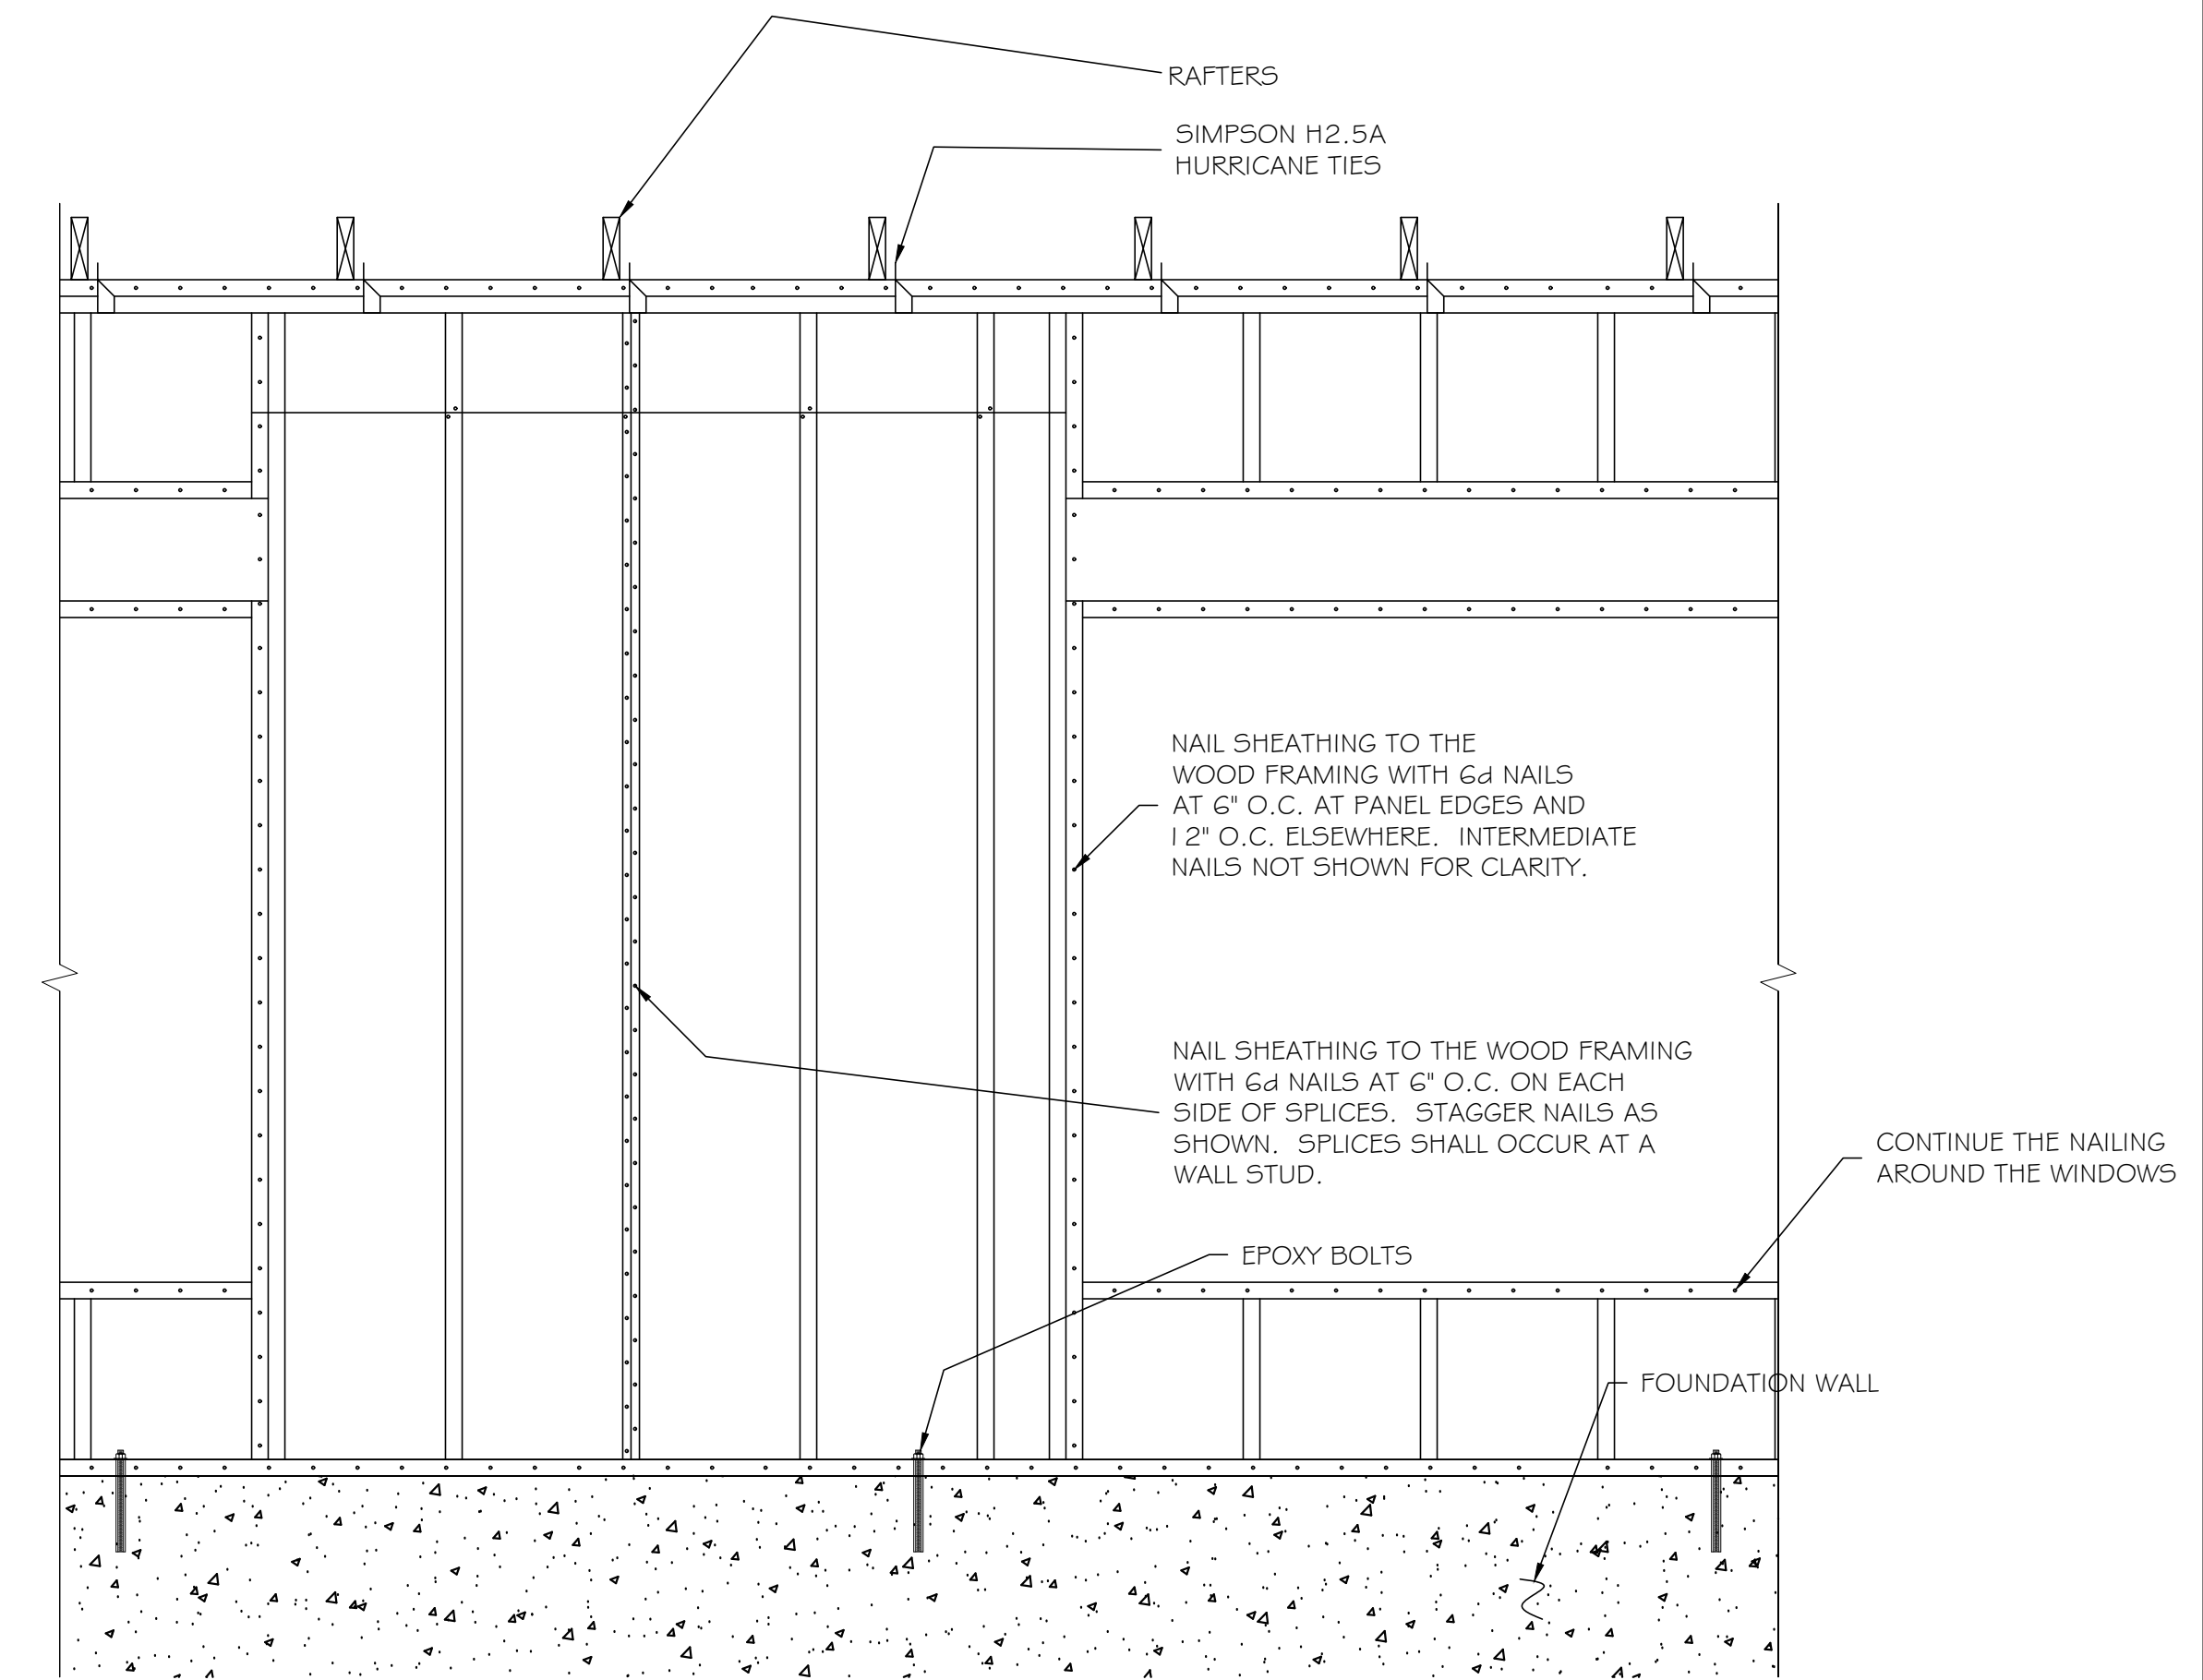 RAFTERS
SIMPSON H2.5A
HURRICANE TIES
NAIL SHEATHING TO THE
WOOD FRAMING WITH 6d NAILS
AT 6" O.C. AT PANEL EDGES AND
12" O.C. ELSEWHERE. INTERMEDIATE
NAILS NOT SHOWN FOR CLARITY.
NAIL SHEATHING TO THE WOOD FRAMING
WITH 6d NAILS AT 6" O.C. ON EACH
SIDE OF SPLICES. STAGGER NAILS AS
SHOWN. SPLICES SHALL OCCUR AT A
WALL STUD.
CONTINUE THE NAILING
AROUND THE WINDOWS
EPOXY BOLTS
FOUNDATION WALL